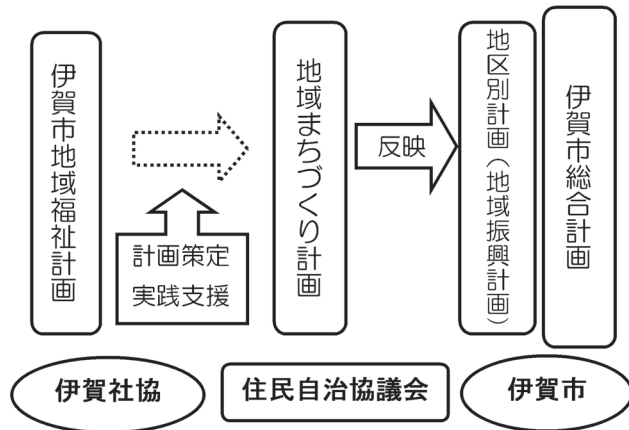 伊賀市地域福祉計画
計画策定
実践支援
地域まちづくり計画
反映
地区別計画(地域振興計画)
伊賀市総合計画
伊賀社協
住民自治協議会
伊賀市